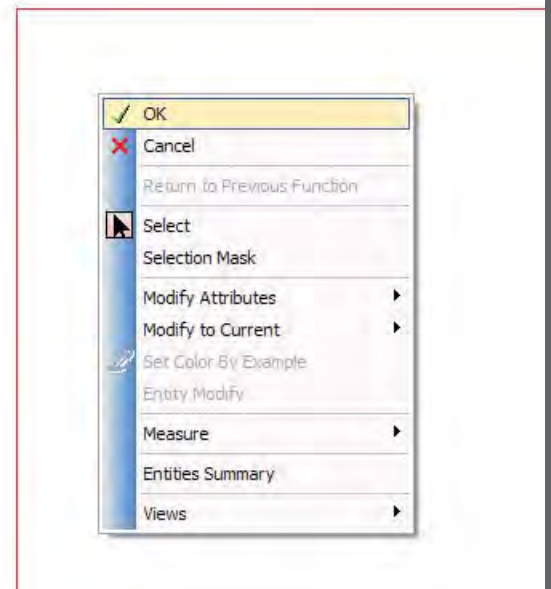 OK
Cancel
Return to Previous Function
Select
Selection Mask
Modify Attributes
Modify to Current
Set Color By Example
Entity Modify
Measure
Entities Summary
Views